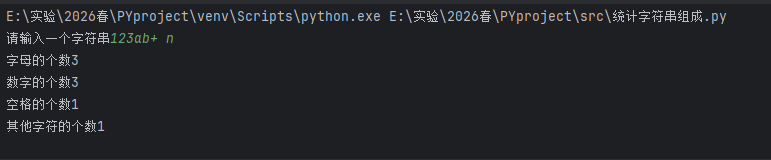 E:\实验\2026春\PYproject\venv\Scripts\python.exe E:\实验\2026春\PYproject\src\统计字符串组成.py
请输入一个字符串123ab+ n
字母的个数3
数字的个数3
空格的个数1
其他字符的个数1